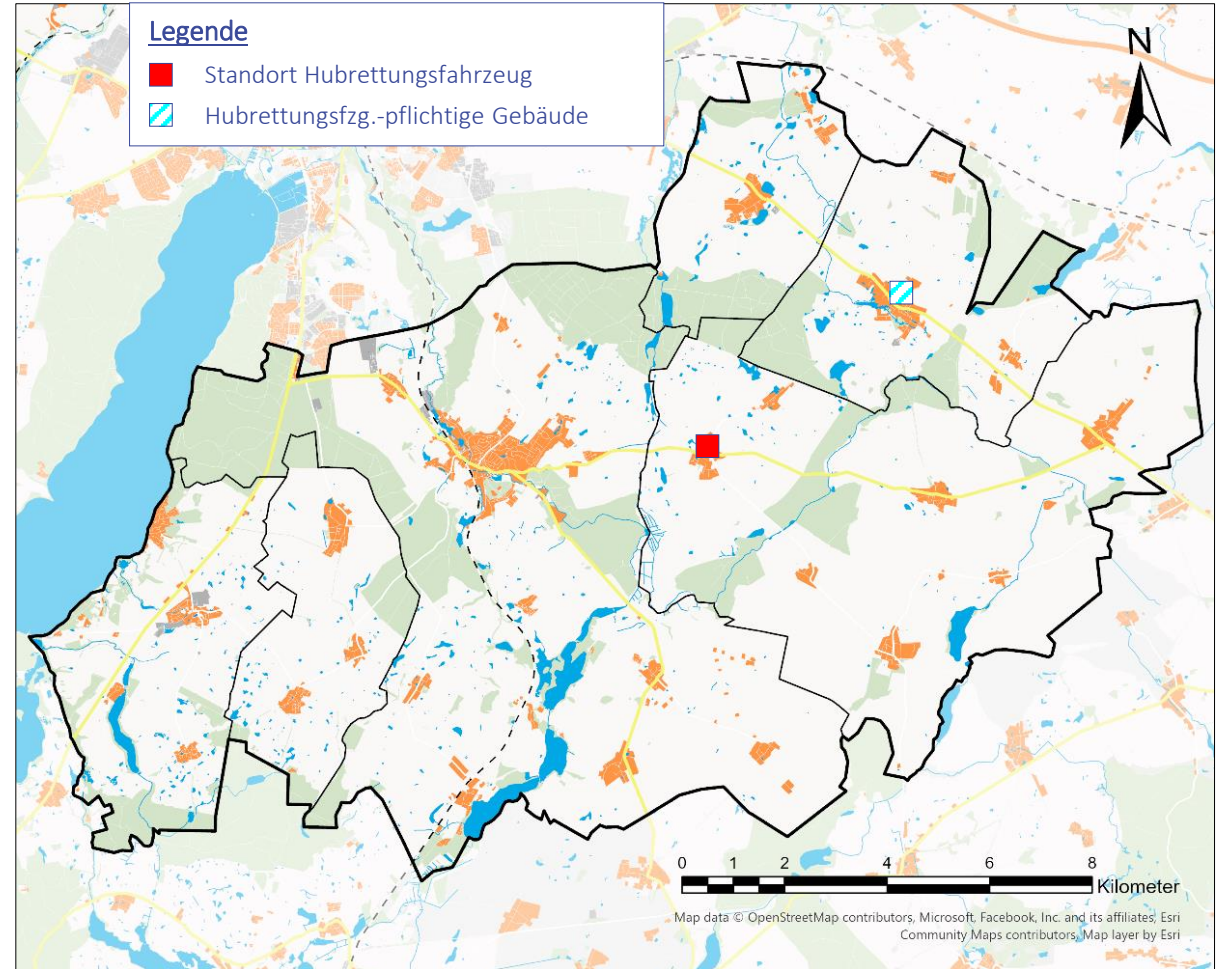 Legende
Standort Hubrettungsfahrzeug
Hubrettungsfzg.-pflichtige Gebäude
N
0 1 2 4 6 8
Kilometer
Map data © OpenStreetMap contributors, Microsoft, Facebook, Inc. and its affiliates, Esri
Community Maps contributors, Map layer by Esri